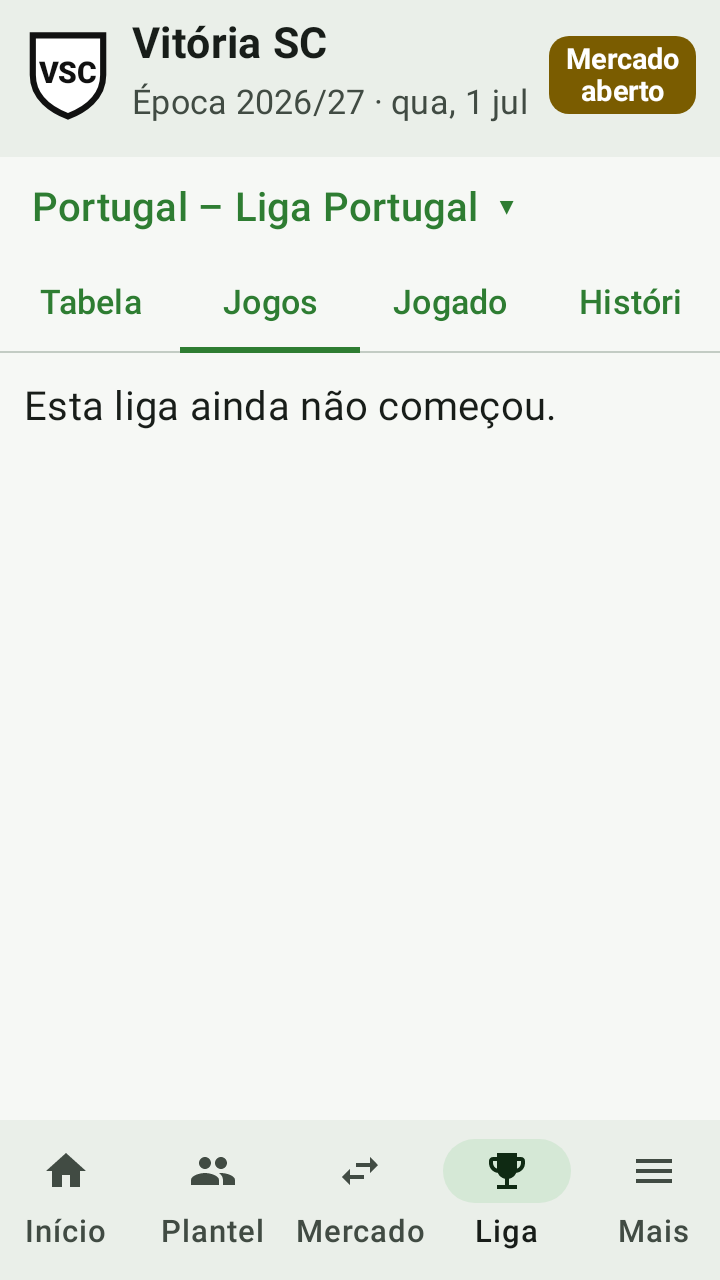 VSC
Vitória SC
Época 2026/27 · qua, 1 jul
Mercado
aberto
Portugal – Liga Portugal ▼
Tabela
Jogos
Jogado
Históri
Esta liga ainda não começou.
Início
Plantel
Mercado
Liga
Mais